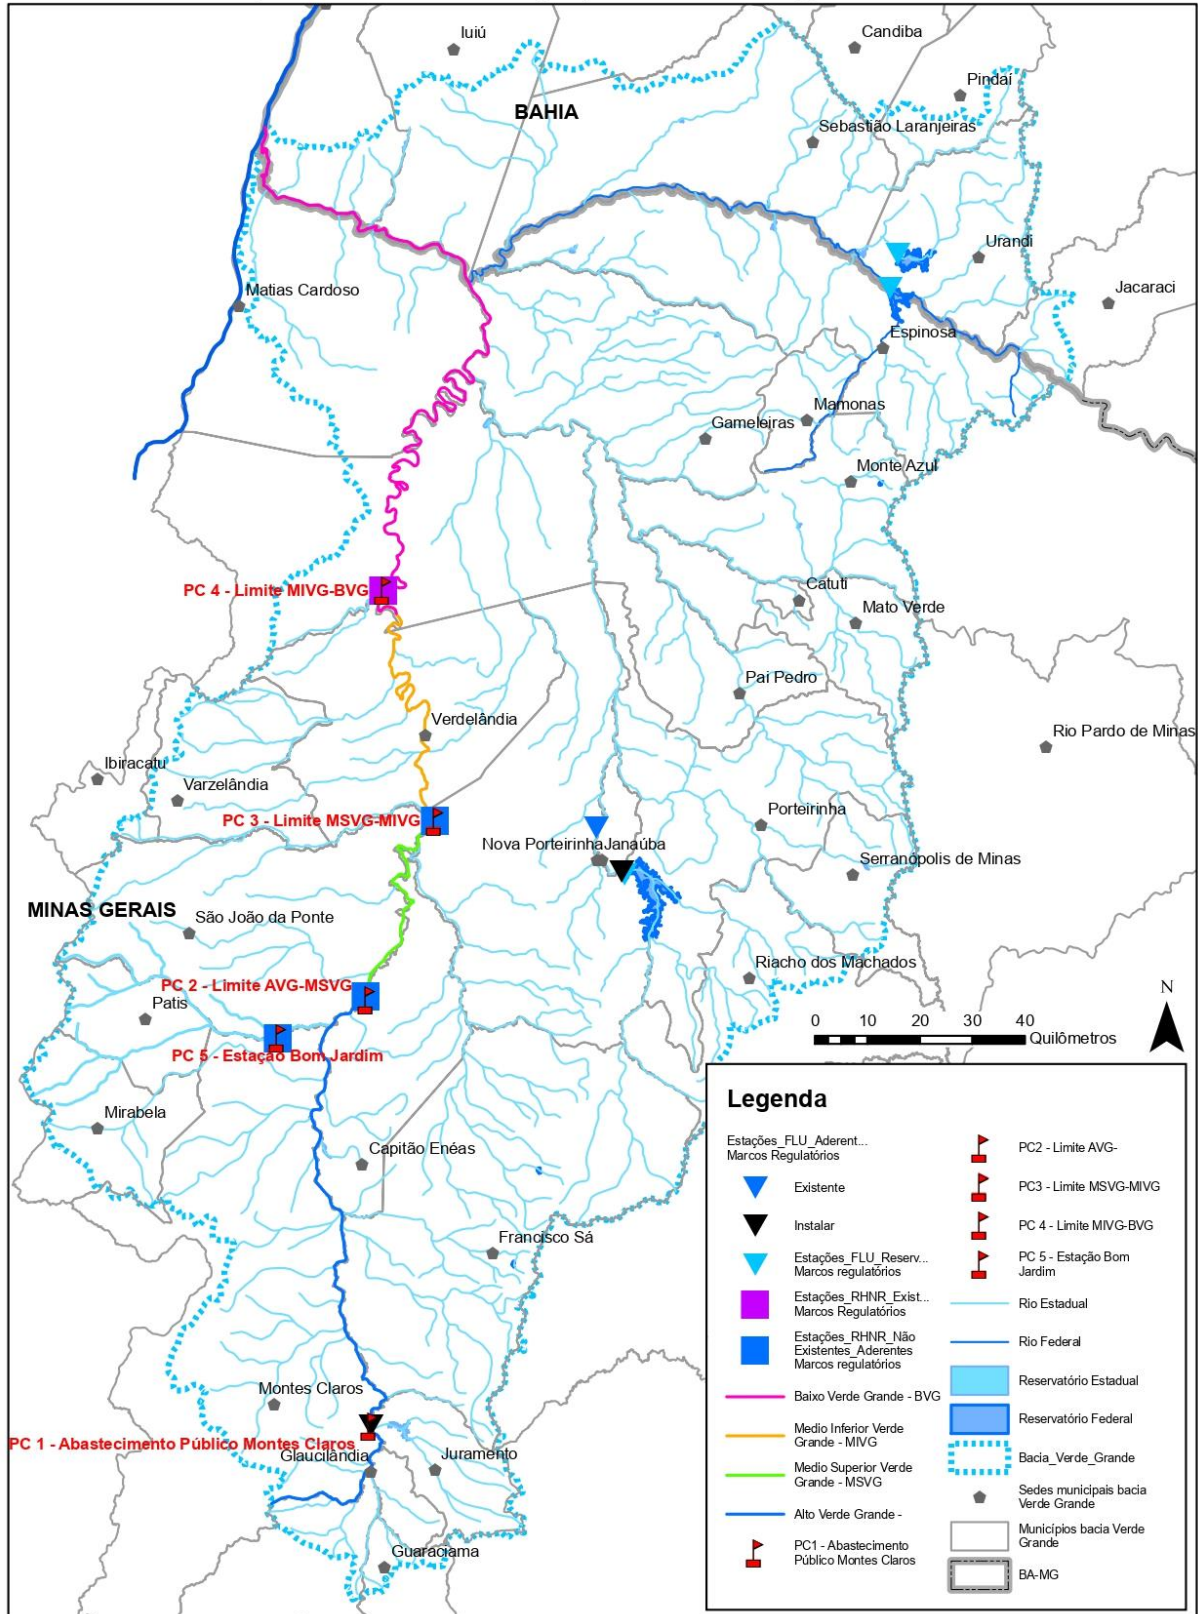 Iuiú
Candiba
Pindaí
BAHIA
Sebastião Laranjeiras
Urandi
Matias Cardoso
Jacaraci
Espinosa
Mamonas
Gameleiras
Monte Azul
PC 4 - Limite MIVG-BVG
Catuti
Mato Verde
Pai Pedro
Verdelândia
Rio Pardo de Minas
Ibiracatu
Varzelândia
PC 3 - Limite MSVG-MIVG
Porteirinha
Nova Porteirinha
Janaúba
Serranópolis de Minas
MINAS GERAIS
São João da Ponte
Riacho dos Machados
PC 2 - Limite AVG-MSVG
Patis
N
0 10 20 30 40
Quilômetros
PC 5 - Estação Bom Jardim
Mirabela
Capitão Enéas
Francisco Sá
Montes Claros
PC 1 - Abastecimento Público Montes Claros
Glaucilândia
Juramento
Guaraciama
Legenda
Estações_FLU_Aderent...
Marcos Regulatórios
Existente
Instalar
Estações_FLU_Reserv...
Marcos regulatórios
Estações_RHNR_Exist...
Marcos Regulatórios
Estações_RHNR_Não
Existentes_Aderentes
Marcos regulatórios
Baixo Verde Grande - BVG
Medio Inferior Verde
Grande - MIVG
Medio Superior Verde
Grande - MSVG
Alto Verde Grande -
PC1 - Abastecimento
Público Montes Claros
PC2 - Limite AVG-
PC3 - Limite MSVG-MIVG
PC 4 - Limite MIVG-BVG
PC 5 - Estação Bom
Jardim
Rio Estadual
Rio Federal
Reservatório Estadual
Reservatório Federal
Bacia_Verde_Grande
Sedes municipais bacia
Verde Grande
Municípios bacia Verde
Grande
BA-MG